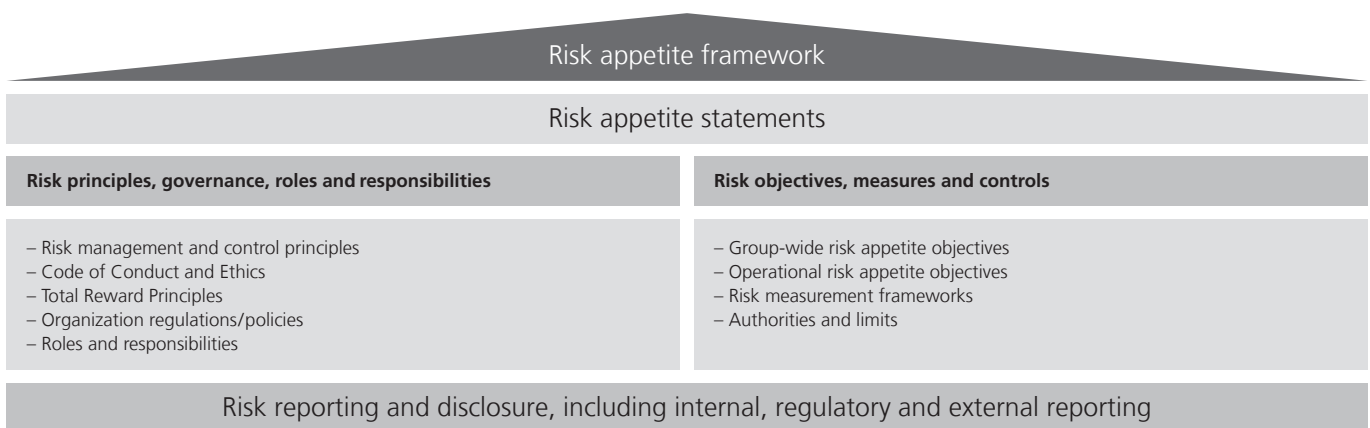 Risk appetite framework
Risk appetite statements
Risk principles, governance, roles and responsibilities
– Risk management and control principles
– Code of Conduct and Ethics
– Total Reward Principles
– Organization regulations/policies
– Roles and responsibilities
Risk objectives, measures and controls
– Group-wide risk appetite objectives
– Operational risk appetite objectives
– Risk measurement frameworks
– Authorities and limits
Risk reporting and disclosure, including internal, regulatory and external reporting